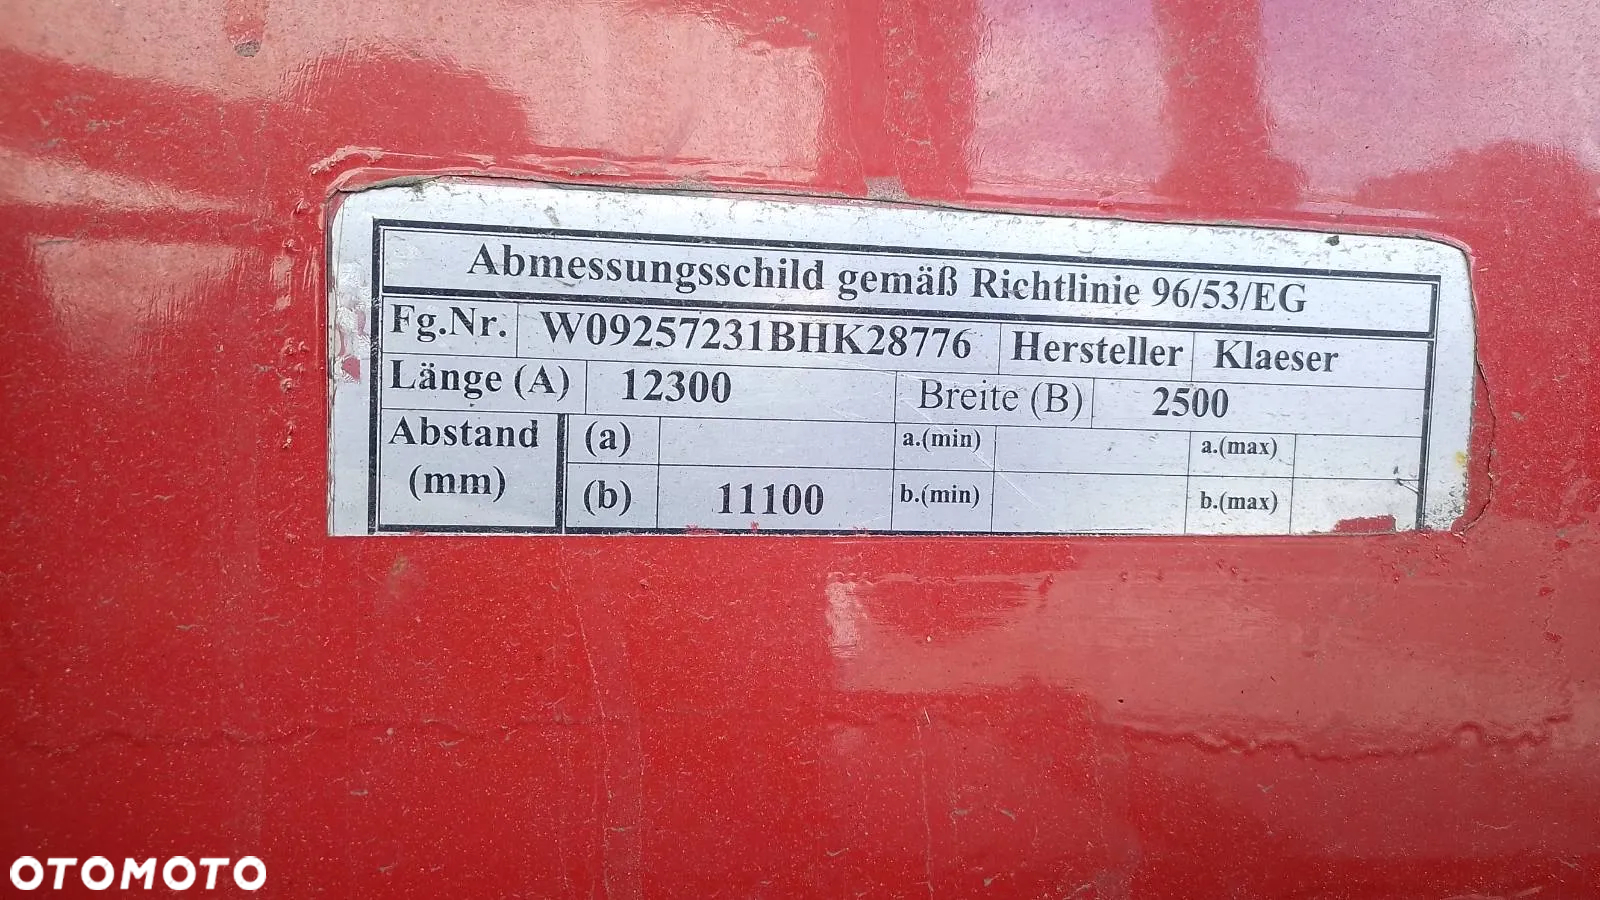 Abmessungsschild gemäß Richtlinie 96/53/EG
Fg.Nr. W09257231BHK28776 Hersteller Klaeser
Länge (A) 12300 Breite (B) 2500
Abstand (mm) (a) a.(min) a.(max)
(b) 11100 b.(min) b.(max)
OTOMOTO